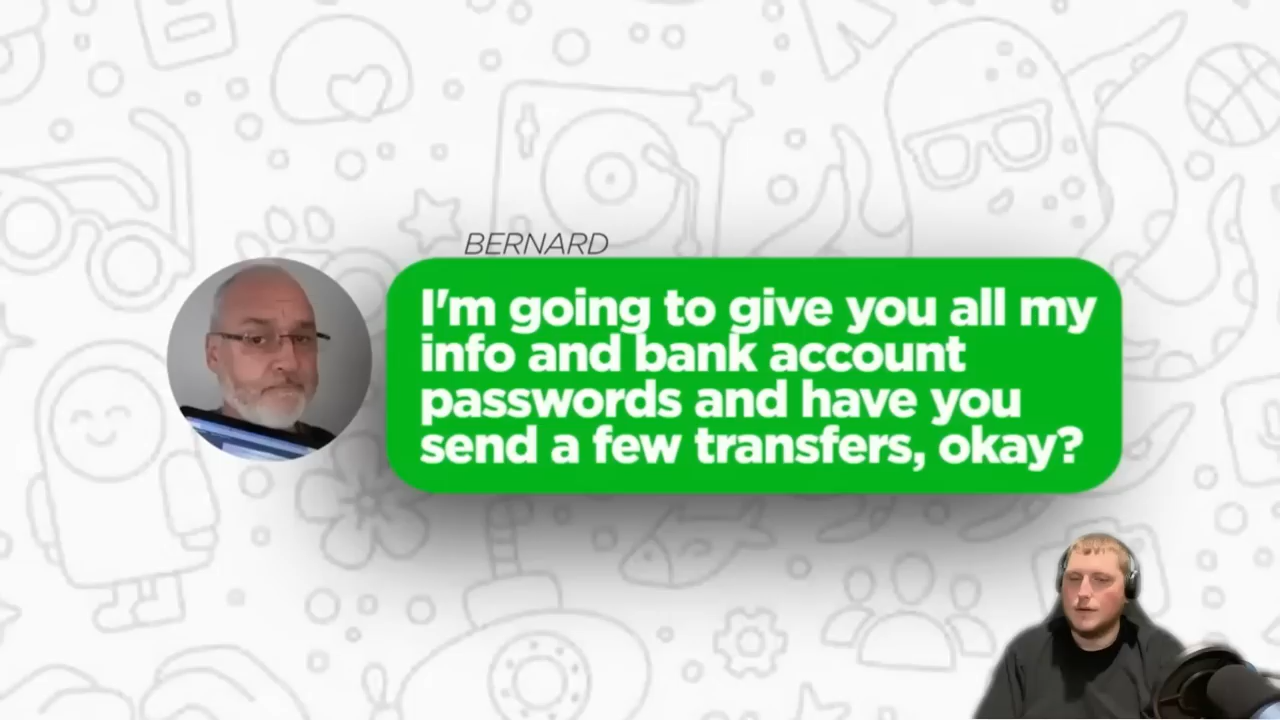 BERNARD
I'm going to give you all my
info and bank account
passwords and have you
send a few transfers, okay?